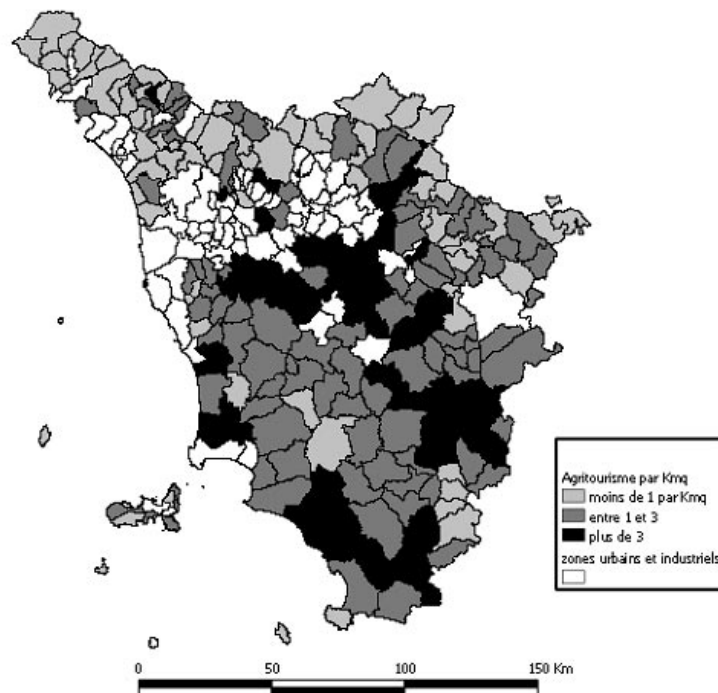 Agritourisme par Kmq
moins de 1 par Kmq
entre 1 et 3
plus de 3
zones urbains et industriels
0 50 100 150 Km